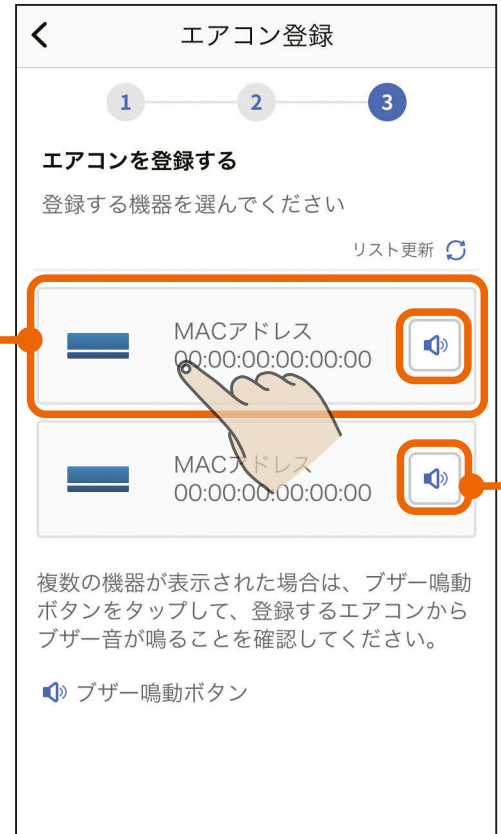 エアコン登録
1 2 3
エアコンを登録する
登録する機器を選んでください
リスト更新
MACアドレス
00:00:00:00:00:00
MACアドレス
00:00:00:00:00:00
複数の機器が表示された場合は、ブザー鳴動
ボタンをタップして、登録するエアコンから
ブザー音が鳴ることを確認してください。
ブザー鳴動ボタン